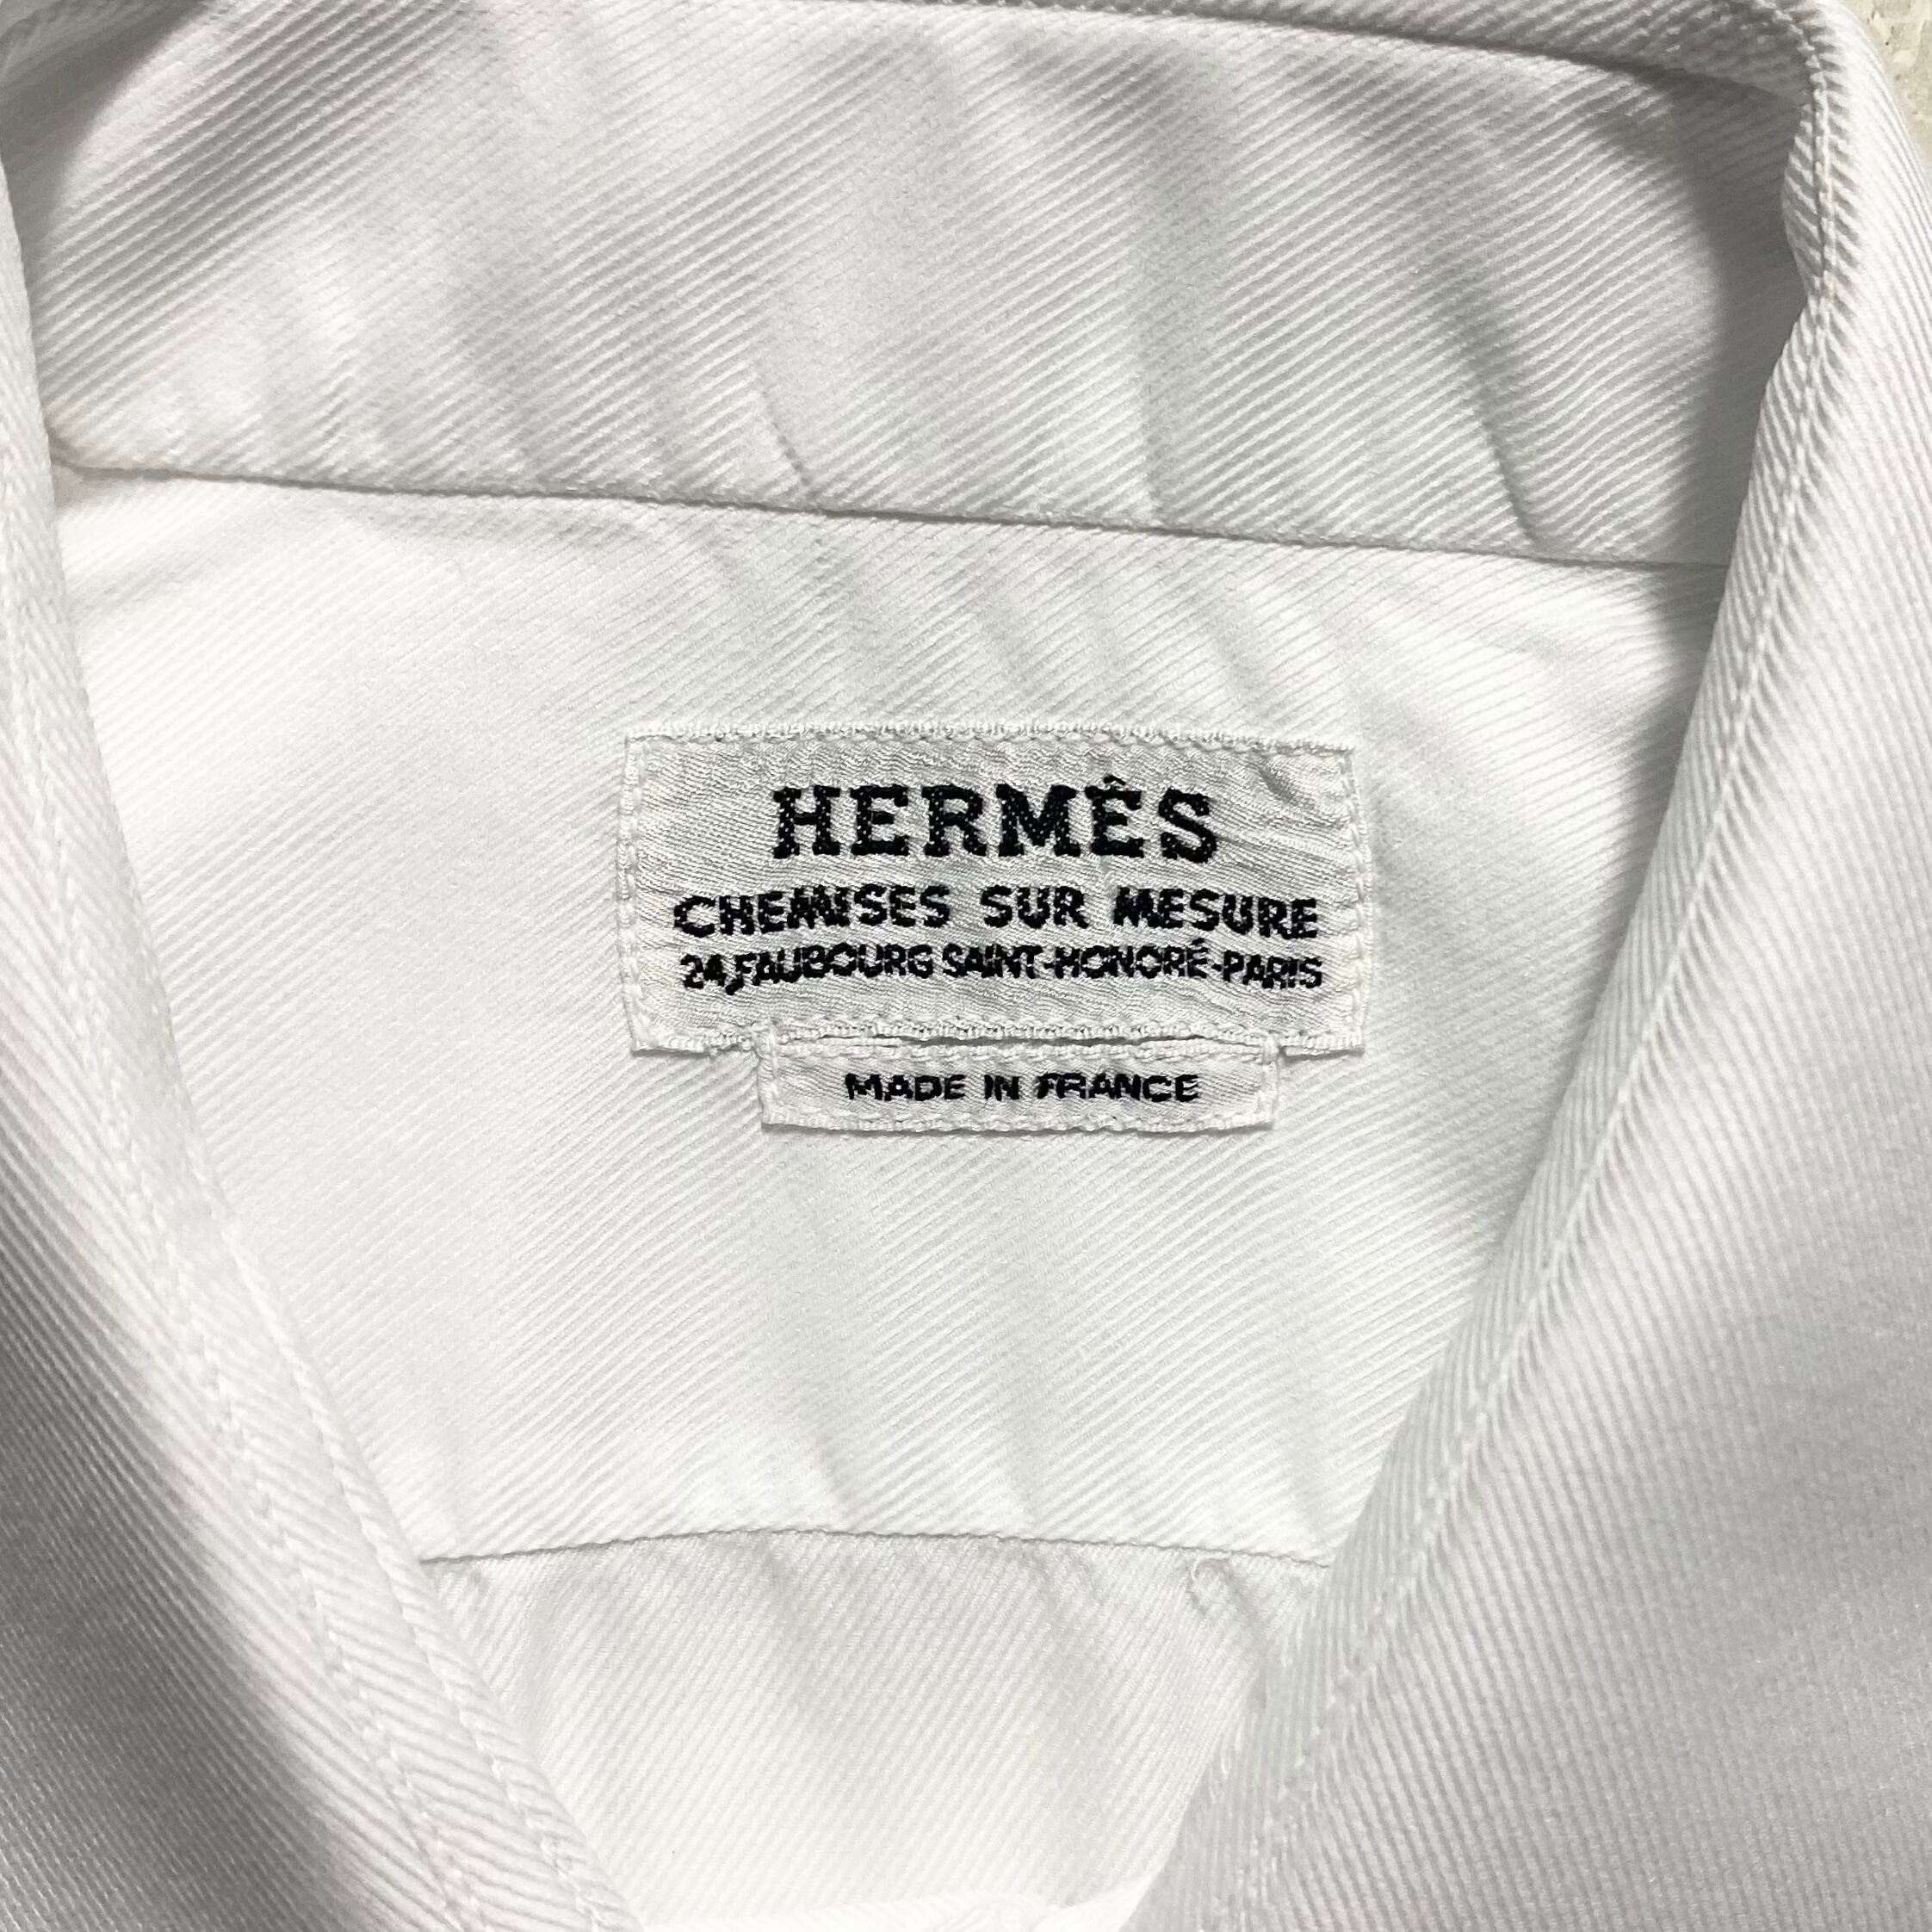 HERMÈS
CHEMISES SUR MESURE
24,FAUBOURG SAINT-HONORÉ-PARIS
MADE IN FRANCE